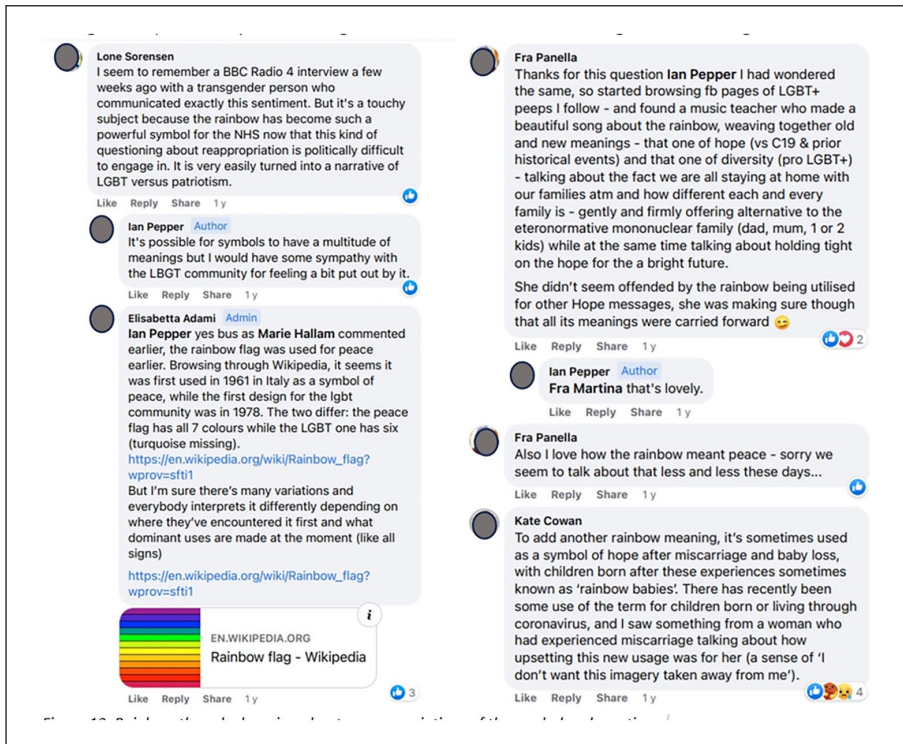 Lone Sorensen
I seem to remember a BBC Radio 4 interview a few
weeks ago with a transgender person who
communicated exactly this sentiment. But it's a touchy
subject because the rainbow has become such a
powerful symbol for the NHS now that this kind of
questioning about reappropriation is politically difficult
to engage in. It is very easily turned into a narrative of
LGBT versus patriotism.
Like Reply Share 1 y
Ian Pepper Author
It's possible for symbols to have a multitude of
meanings but I would have some sympathy with
the LBGT community for feeling a bit put out by it.
Like Reply Share 1 y
Elisabetta Adami Admin
Ian Pepper yes bus as Marie Hallam commented
earlier, the rainbow flag was used for peace
earlier. Browsing through Wikipedia, it seems it
was first used in 1961 in Italy as a symbol of
peace, while the first design for the lgbt
community was in 1978. The two differ: the peace
flag has all 7 colours while the LGBT one has six
(turquoise missing).
https://en.wikipedia.org/wiki/Rainbow_flag?
wprov=sfti1
But I'm sure there's many variations and
everybody interprets it differently depending on
where they've encountered it first and what
dominant uses are made at the moment (like all
signs)
https://en.wikipedia.org/wiki/Rainbow_flag?
wprov=sfti1
i
EN.WIKIPEDIA.ORG
Rainbow flag - Wikipedia
Like Reply Share 1 y
3
Fra Panella
Thanks for this question Ian Pepper I had wondered
the same, so started browsing fb pages of LGBT+
peeps I follow - and found a music teacher who made a
beautiful song about the rainbow, weaving together old
and new meanings - that one of hope (vs C19 & prior
historical events) and that one of diversity (pro LGBT+)
- talking about the fact we are all staying at home with
our families atm and how different each and every
family is - gently and firmly offering alternative to the
eteronormative mononuclear family (dad, mum, 1 or 2
kids) while at the same time talking about holding tight
on the hope for the a bright future.
She didn't seem offended by the rainbow being utilised
for other Hope messages, she was making sure though
that all its meanings were carried forward 😜
Like Reply Share 1 y
2
Ian Pepper Author
Fra Martina that's lovely.
Like Reply Share 1 y
Fra Panella
Also I love how the rainbow meant peace - sorry we
seem to talk about that less and less these days...
Like Reply Share 1 y
Kate Cowan
To add another rainbow meaning, it's sometimes used
as a symbol of hope after miscarriage and baby loss,
with children born after these experiences sometimes
known as 'rainbow babies'. There has recently been
some use of the term for children born or living through
coronavirus, and I saw something from a woman who
had experienced miscarriage talking about how
upsetting this new usage was for her (a sense of 'I
don't want this imagery taken away from me').
Like Reply Share 1 y
4